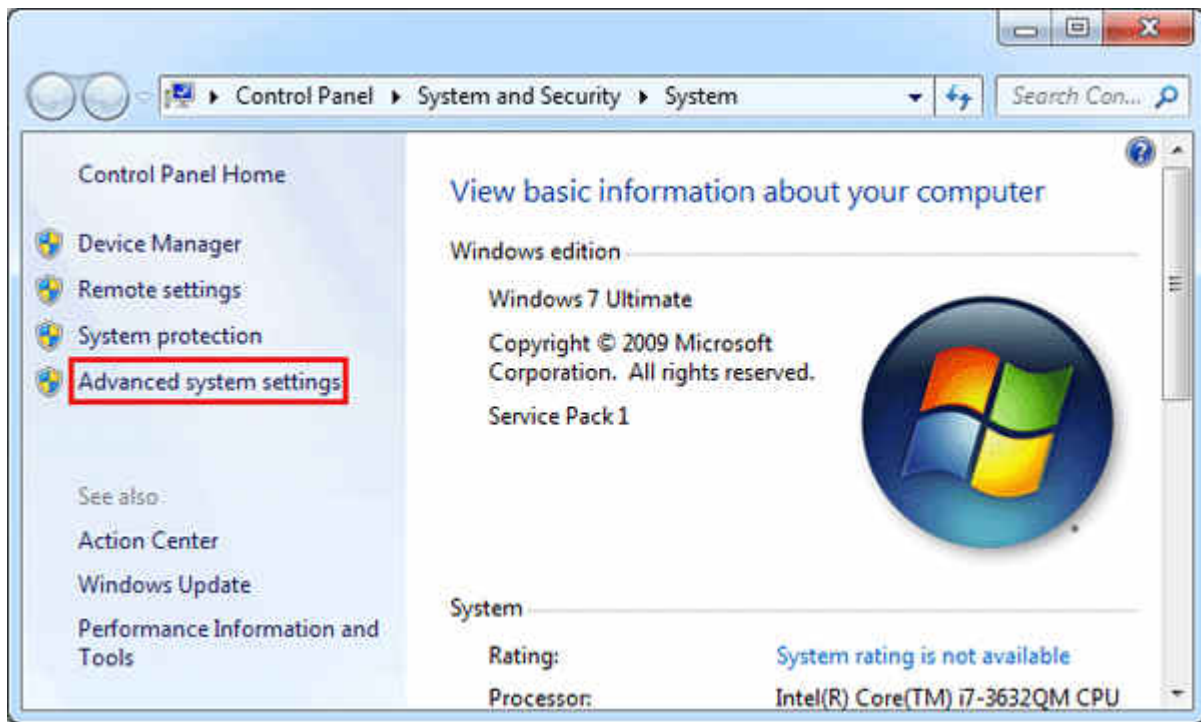 Control Panel ▸ System and Security ▸ System
Search Con...
Control Panel Home
Device Manager
Remote settings
System protection
Advanced system settings
See also
Action Center
Windows Update
Performance Information and
Tools
View basic information about your computer
Windows edition
Windows 7 Ultimate
Copyright © 2009 Microsoft
Corporation. All rights reserved.
Service Pack 1
System
Rating: System rating is not available
Processor: Intel(R) Core(TM) i7-3632QM CPU